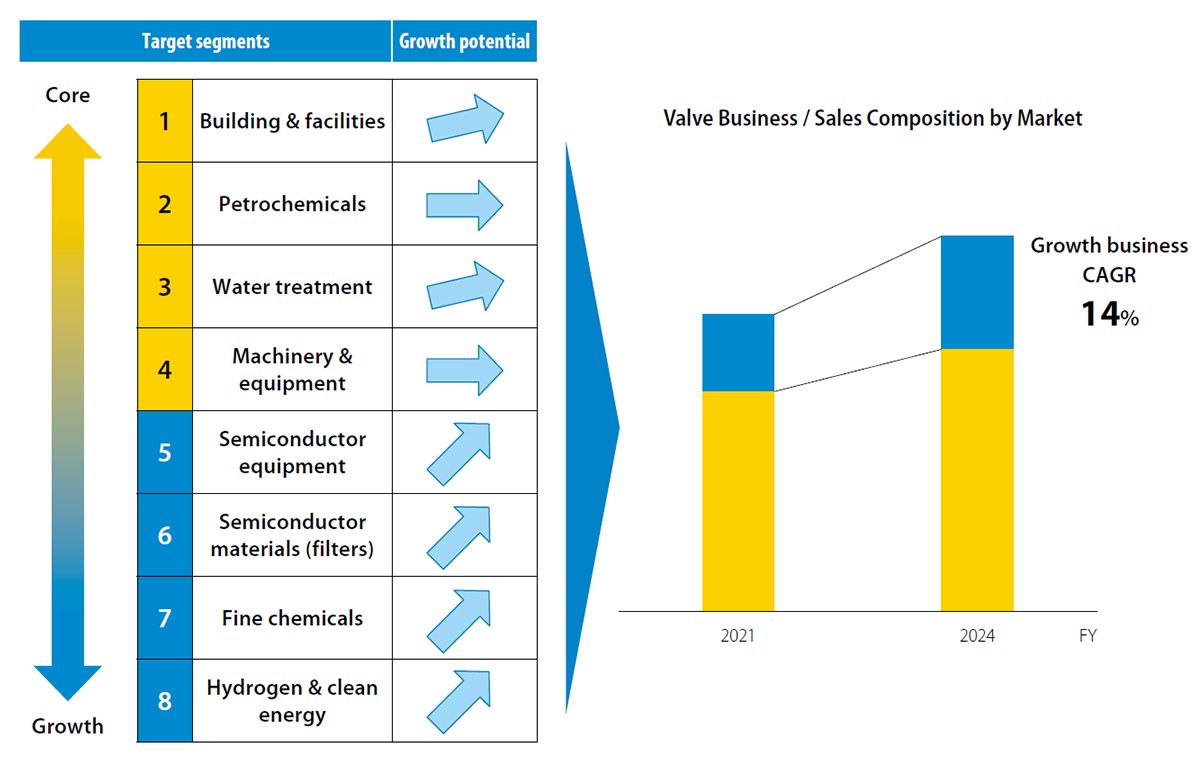 Target segments
Growth potential
Core
1
Building & facilities
2
Petrochemicals
3
Water treatment
4
Machinery &
equipment
5
Semiconductor
equipment
6
Semiconductor
materials (filters)
7
Fine chemicals
8
Hydrogen & clean
energy
Growth
Valve Business / Sales Composition by Market
Growth business
CAGR
14%
2021
2024
FY